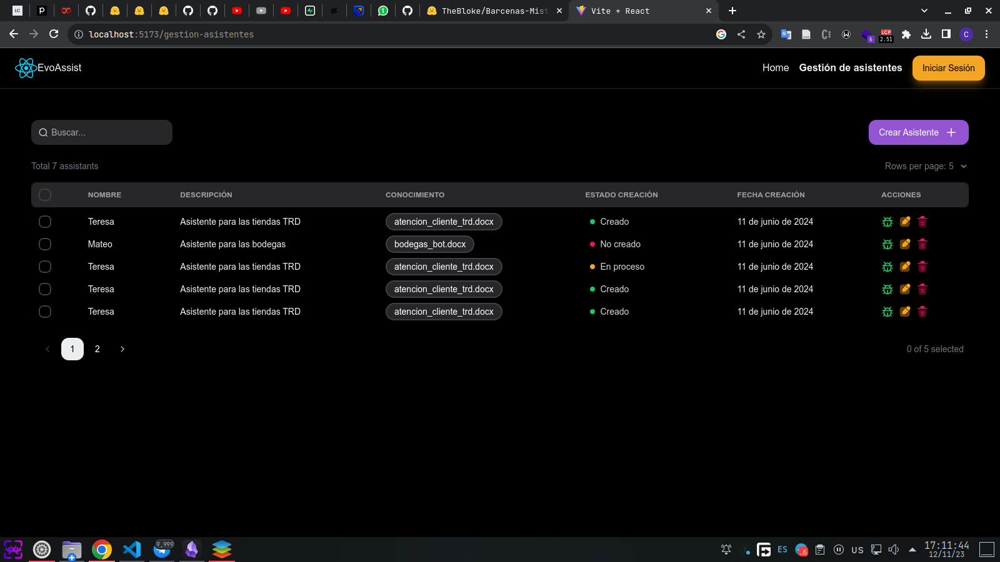 LC
TheBloke/Barcenas-Mist
Vite + React
localhost:5173/gestion-asistentes
6
LCP
2.51
C
EvoAssist
Home
Gestión de asistentes
Iniciar Sesión
Buscar...
Crear Asistente
Total 7 assistants
Rows per page: 5
NOMBRE DESCRIPCIÓN CONOCIMIENTO ESTADO CREACIÓN FECHA CREACIÓN ACCIONES
Teresa Asistente para las tiendas TRD atencion_cliente_trd.docx Creado 11 de junio de 2024
Mateo Asistente para las bodegas bodegas_bot.docx No creado 11 de junio de 2024
Teresa Asistente para las tiendas TRD atencion_cliente_trd.docx En proceso 11 de junio de 2024
Teresa Asistente para las tiendas TRD atencion_cliente_trd.docx Creado 11 de junio de 2024
Teresa Asistente para las tiendas TRD atencion_cliente_trd.docx Creado 11 de junio de 2024
1 2
0 of 5 selected
9,999
ES
..6
US
17:11:44
12/11/23